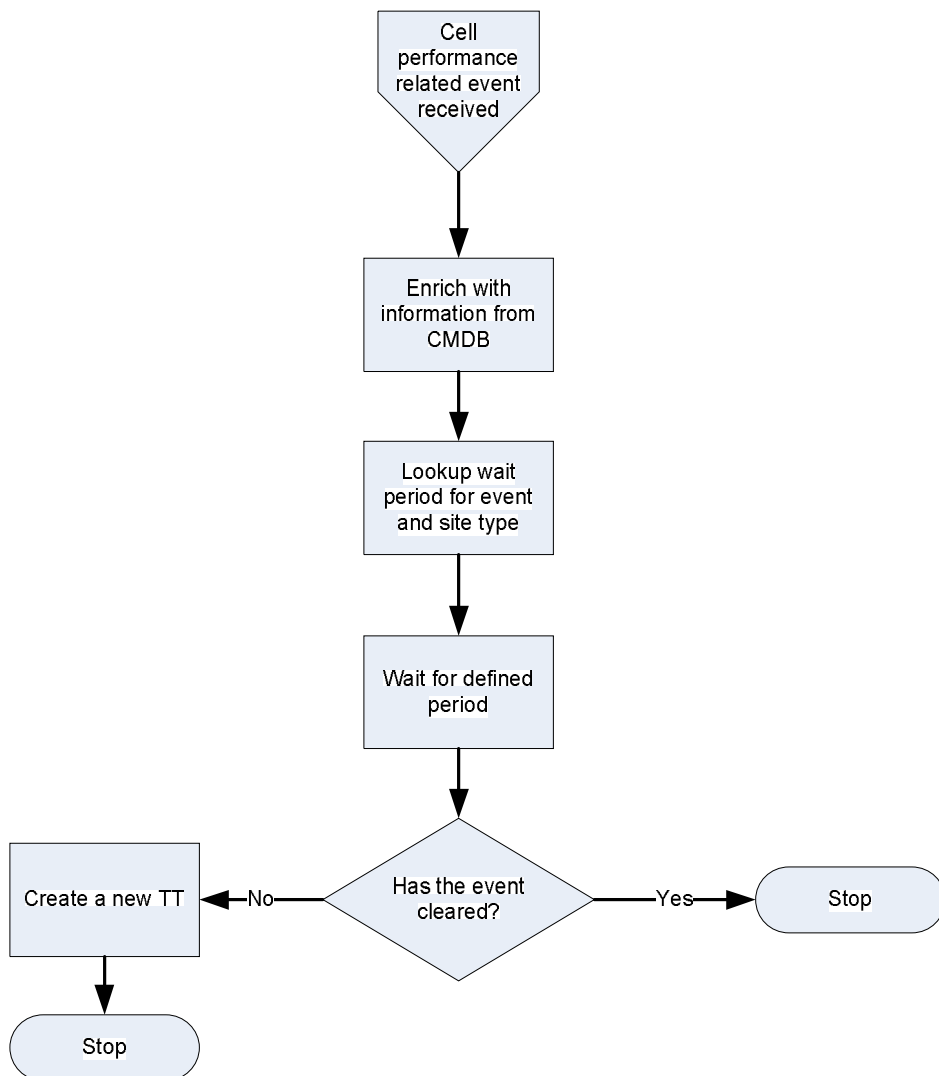 Cell
performance
related event
received
Enrich with
information from
CMDB
Lookup wait
period for event
and site type
Wait for defined
period
Has the event
cleared?
No
Yes
Create a new TT
Stop
Stop